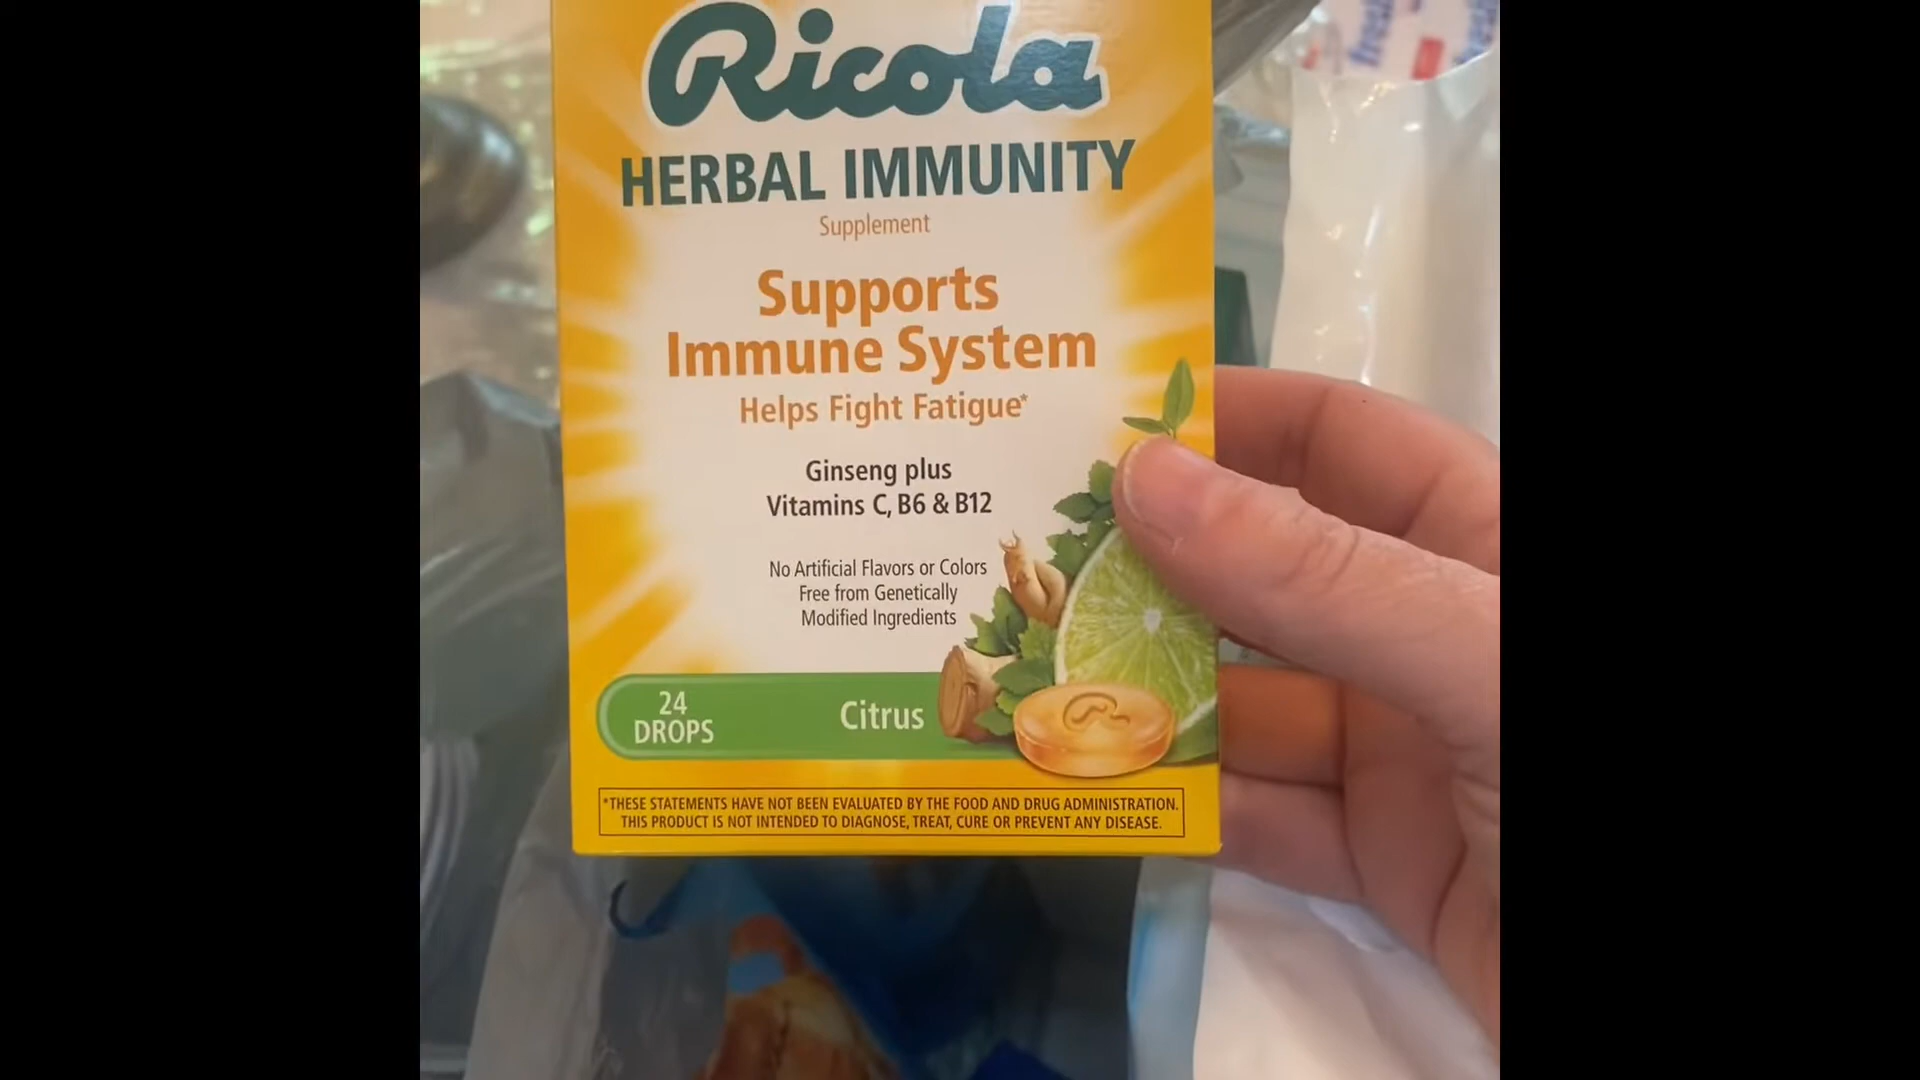 Ricola
HERBAL IMMUNITY
Supplement
Supports
Immune System
Helps Fight Fatigue*
Ginseng plus
Vitamins C, B6 & B12
No Artificial Flavors or Colors
Free from Genetically
Modified Ingredients
24
DROPS
Citrus
*THESE STATEMENTS HAVE NOT BEEN EVALUATED BY THE FOOD AND DRUG ADMINISTRATION.
THIS PRODUCT IS NOT INTENDED TO DIAGNOSE, TREAT, CURE OR PREVENT ANY DISEASE.